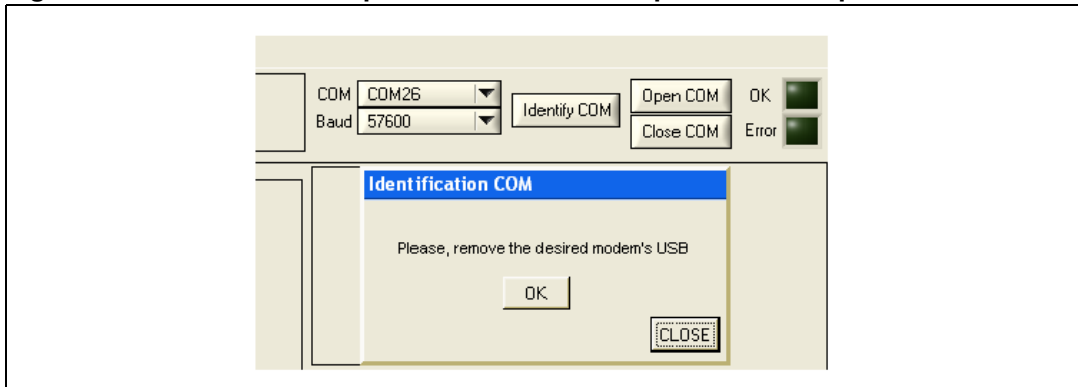 COM COM26 Identify COM Open COM OK
Baud 57600 Close COM Error
Identification COM
Please, remove the desired modem's USB
OK
CLOSE